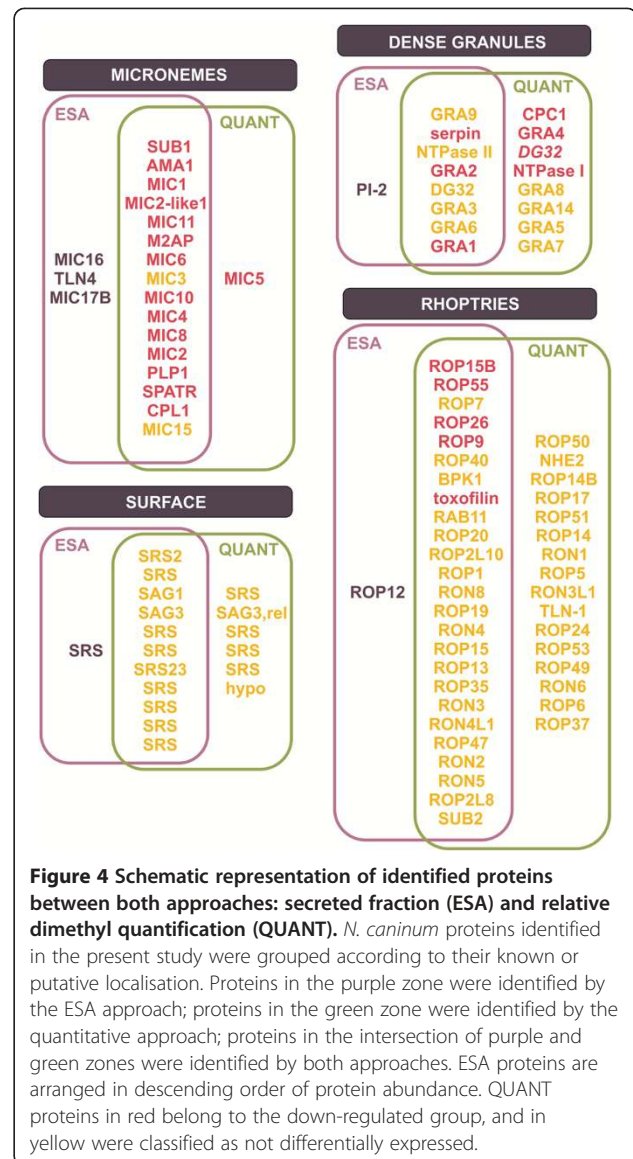 MICRONEMES
ESA
QUANT
MIC16
TLN4
MIC17B
SUB1
AMA1
MIC1
MIC2-like1
MIC11
M2AP
MIC6
MIC3
MIC10
MIC4
MIC8
MIC2
PLP1
SPATR
CPL1
MIC15
MIC5
SURFACE
ESA
QUANT
SRS
SRS2
SRS
SAG1
SAG3
SRS
SRS
SRS23
SRS
SRS
SRS
SRS
SRS
SAG3,rel
SRS
SRS
SRS
hypo
DENSE GRANULES
ESA
QUANT
PI-2
GRA9
serpin
NTPase II
GRA2
DG32
GRA3
GRA6
GRA1
CPC1
GRA4
DG32
NTPase I
GRA8
GRA14
GRA5
GRA7
RHOPTRIES
ESA
QUANT
ROP12
ROP15B
ROP55
ROP7
ROP26
ROP9
ROP40
BPK1
toxofilin
RAB11
ROP20
ROP2L10
ROP1
RON8
ROP19
RON4
ROP15
ROP13
ROP35
RON3
RON4L1
ROP47
RON2
RON5
ROP2L8
SUB2
ROP50
NHE2
ROP14B
ROP17
ROP51
ROP14
RON1
ROP5
RON3L1
TLN-1
ROP24
ROP53
ROP49
RON6
ROP6
ROP37
Figure 4 Schematic representation of identified proteins
between both approaches: secreted fraction (ESA) and relative
dimethyl quantification (QUANT). N. caninum proteins identified
in the present study were grouped according to their known or
putative localisation. Proteins in the purple zone were identified by
the ESA approach; proteins in the green zone were identified by the
quantitative approach; proteins in the intersection of purple and
green zones were identified by both approaches. ESA proteins are
arranged in descending order of protein abundance. QUANT
proteins in red belong to the down-regulated group, and in
yellow were classified as not differentially expressed.